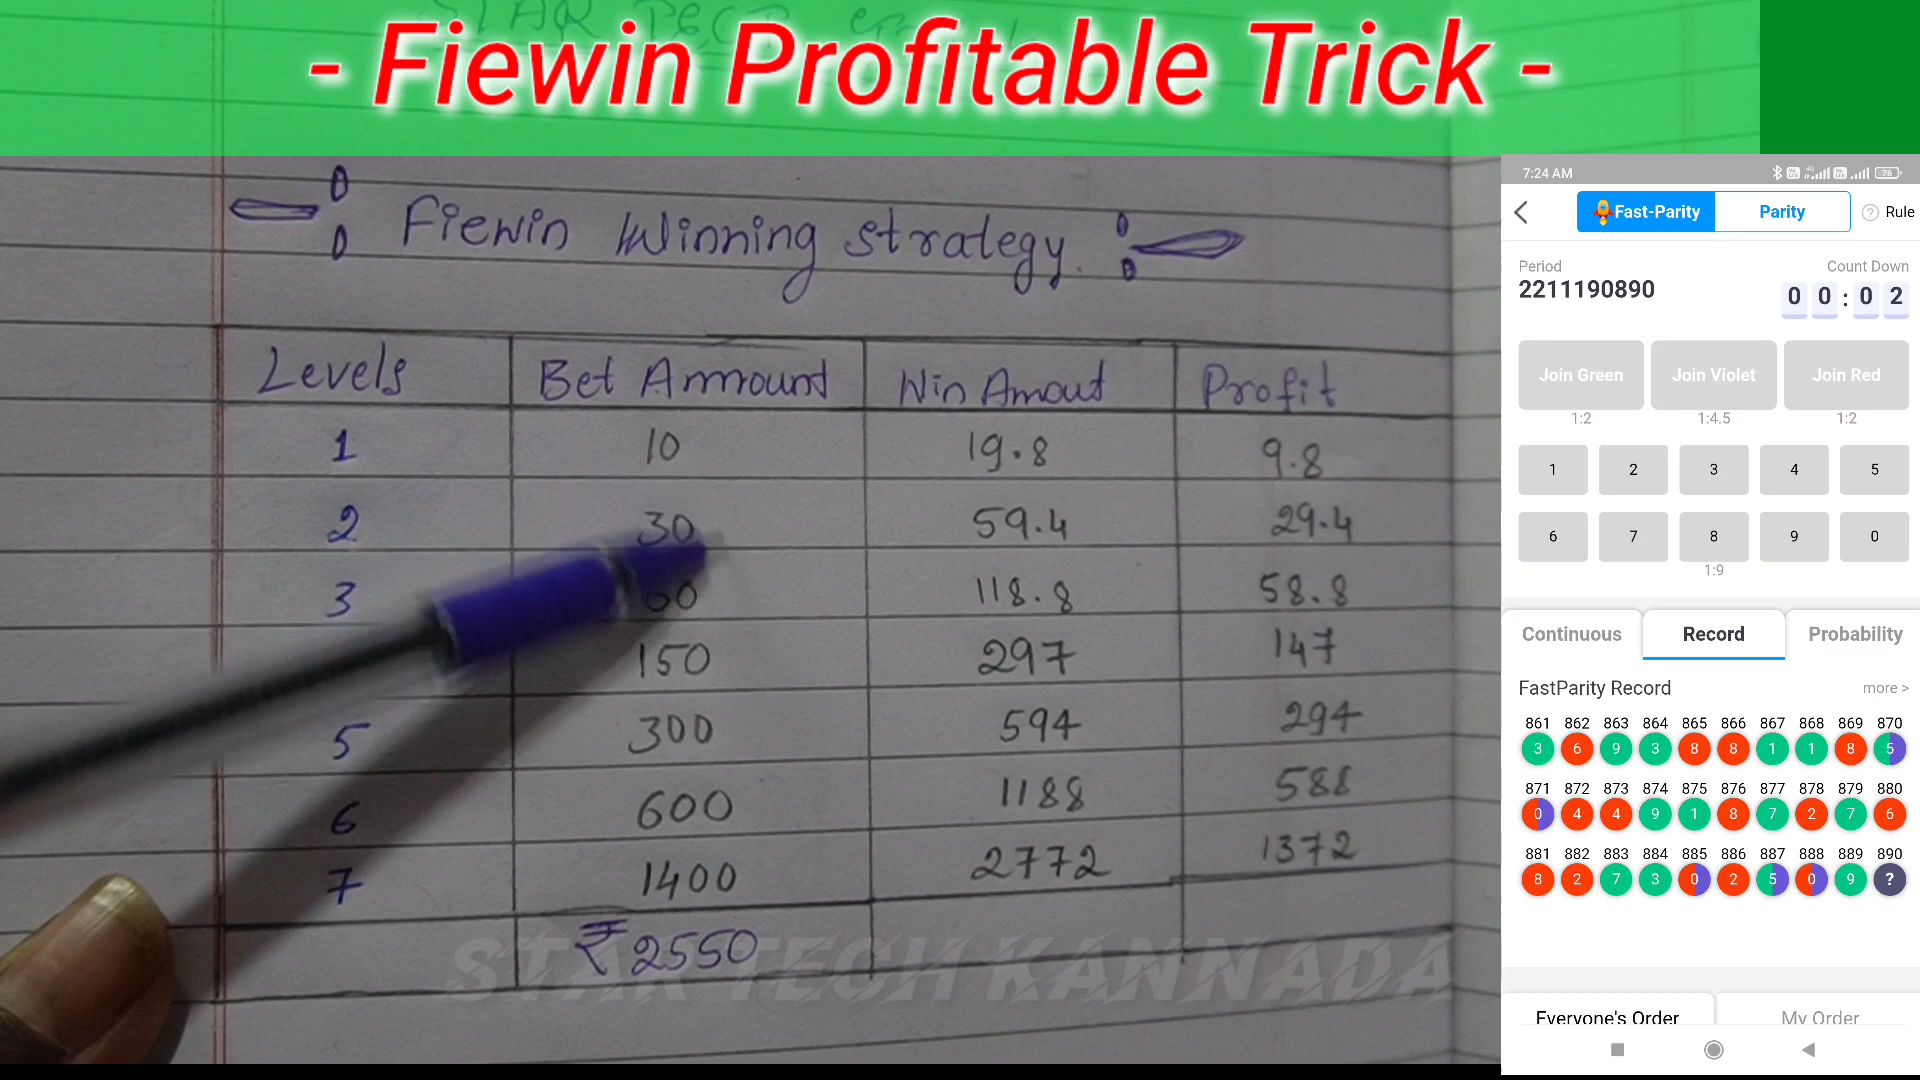 - Fiewin Profitable Trick -
Fiewin Winning strategy.
Levels Bet Ammount Win Amout Profit
1 10 19.8 9.8
2 30 59.4 29.4
3 60 118.8 58.8
150 297 147
5 300 594 294
6 600 1188 588
7 1400 2772 1372
₹ 2550
STAR TECH KANNADA
7:24 AM 4G 76
Fast-Parity Parity ? Rule
Period Count Down
2211190890 00:02
Join Green Join Violet Join Red
1:2 1:4.5 1:2
1 2 3 4 5
6 7 8 9 0
1:9
Continuous Record Probability
FastParity Record more >
861 862 863 864 865 866 867 868 869 870
3 6 9 3 8 8 1 1 8 5
871 872 873 874 875 876 877 878 879 880
0 4 4 9 1 8 7 2 7 6
881 882 883 884 885 886 887 888 889 890
8 2 7 3 0 2 5 0 9 ?
Everyone's Order My Order